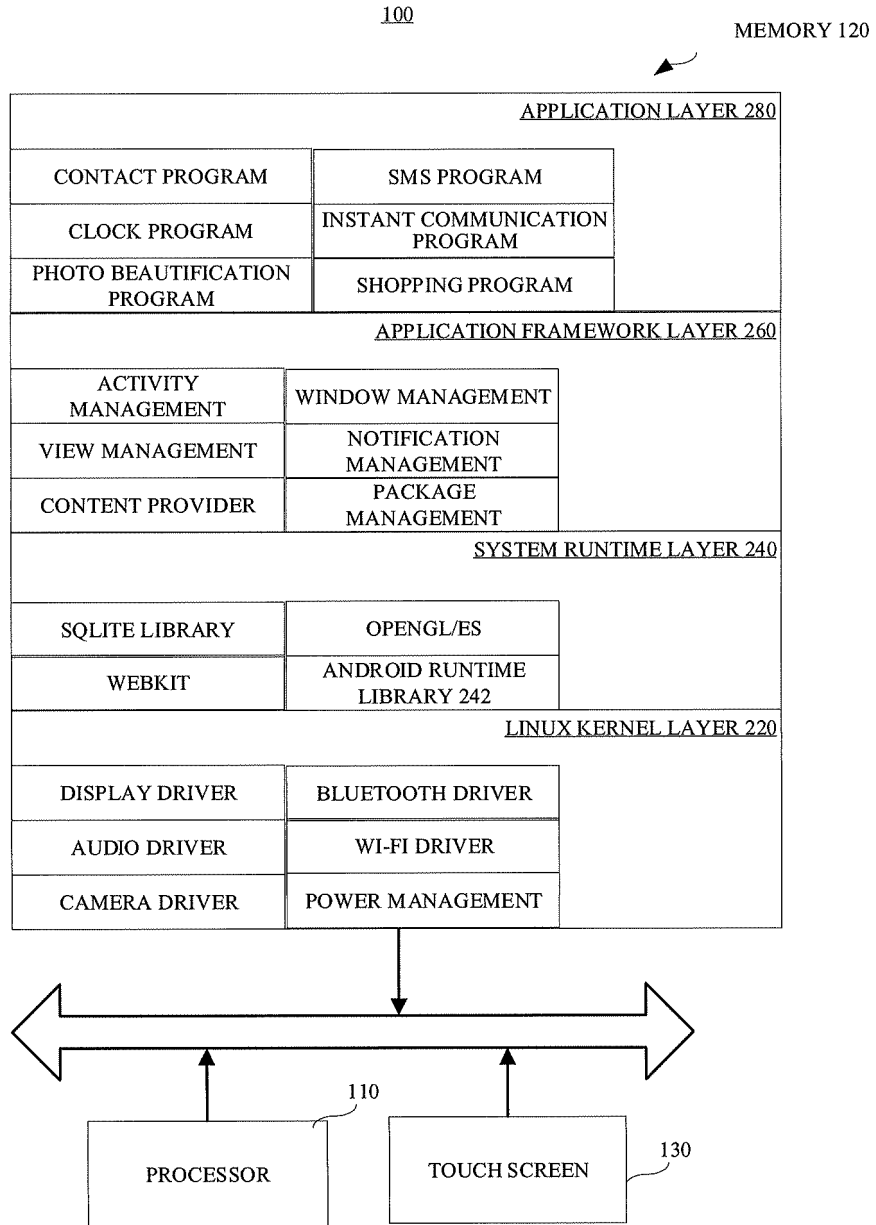 100
MEMORY 120
APPLICATION LAYER 280
CONTACT PROGRAM
SMS PROGRAM
CLOCK PROGRAM
INSTANT COMMUNICATION
PROGRAM
PHOTO BEAUTIFICATION
PROGRAM
SHOPPING PROGRAM
APPLICATION FRAMEWORK LAYER 260
ACTIVITY
MANAGEMENT
WINDOW MANAGEMENT
VIEW MANAGEMENT
NOTIFICATION
MANAGEMENT
CONTENT PROVIDER
PACKAGE
MANAGEMENT
SYSTEM RUNTIME LAYER 240
SQLITE LIBRARY
OPENGL/ES
WEBKIT
ANDROID RUNTIME
LIBRARY 242
LINUX KERNEL LAYER 220
DISPLAY DRIVER
BLUETOOTH DRIVER
AUDIO DRIVER
WI-FI DRIVER
CAMERA DRIVER
POWER MANAGEMENT
110
PROCESSOR
TOUCH SCREEN
130